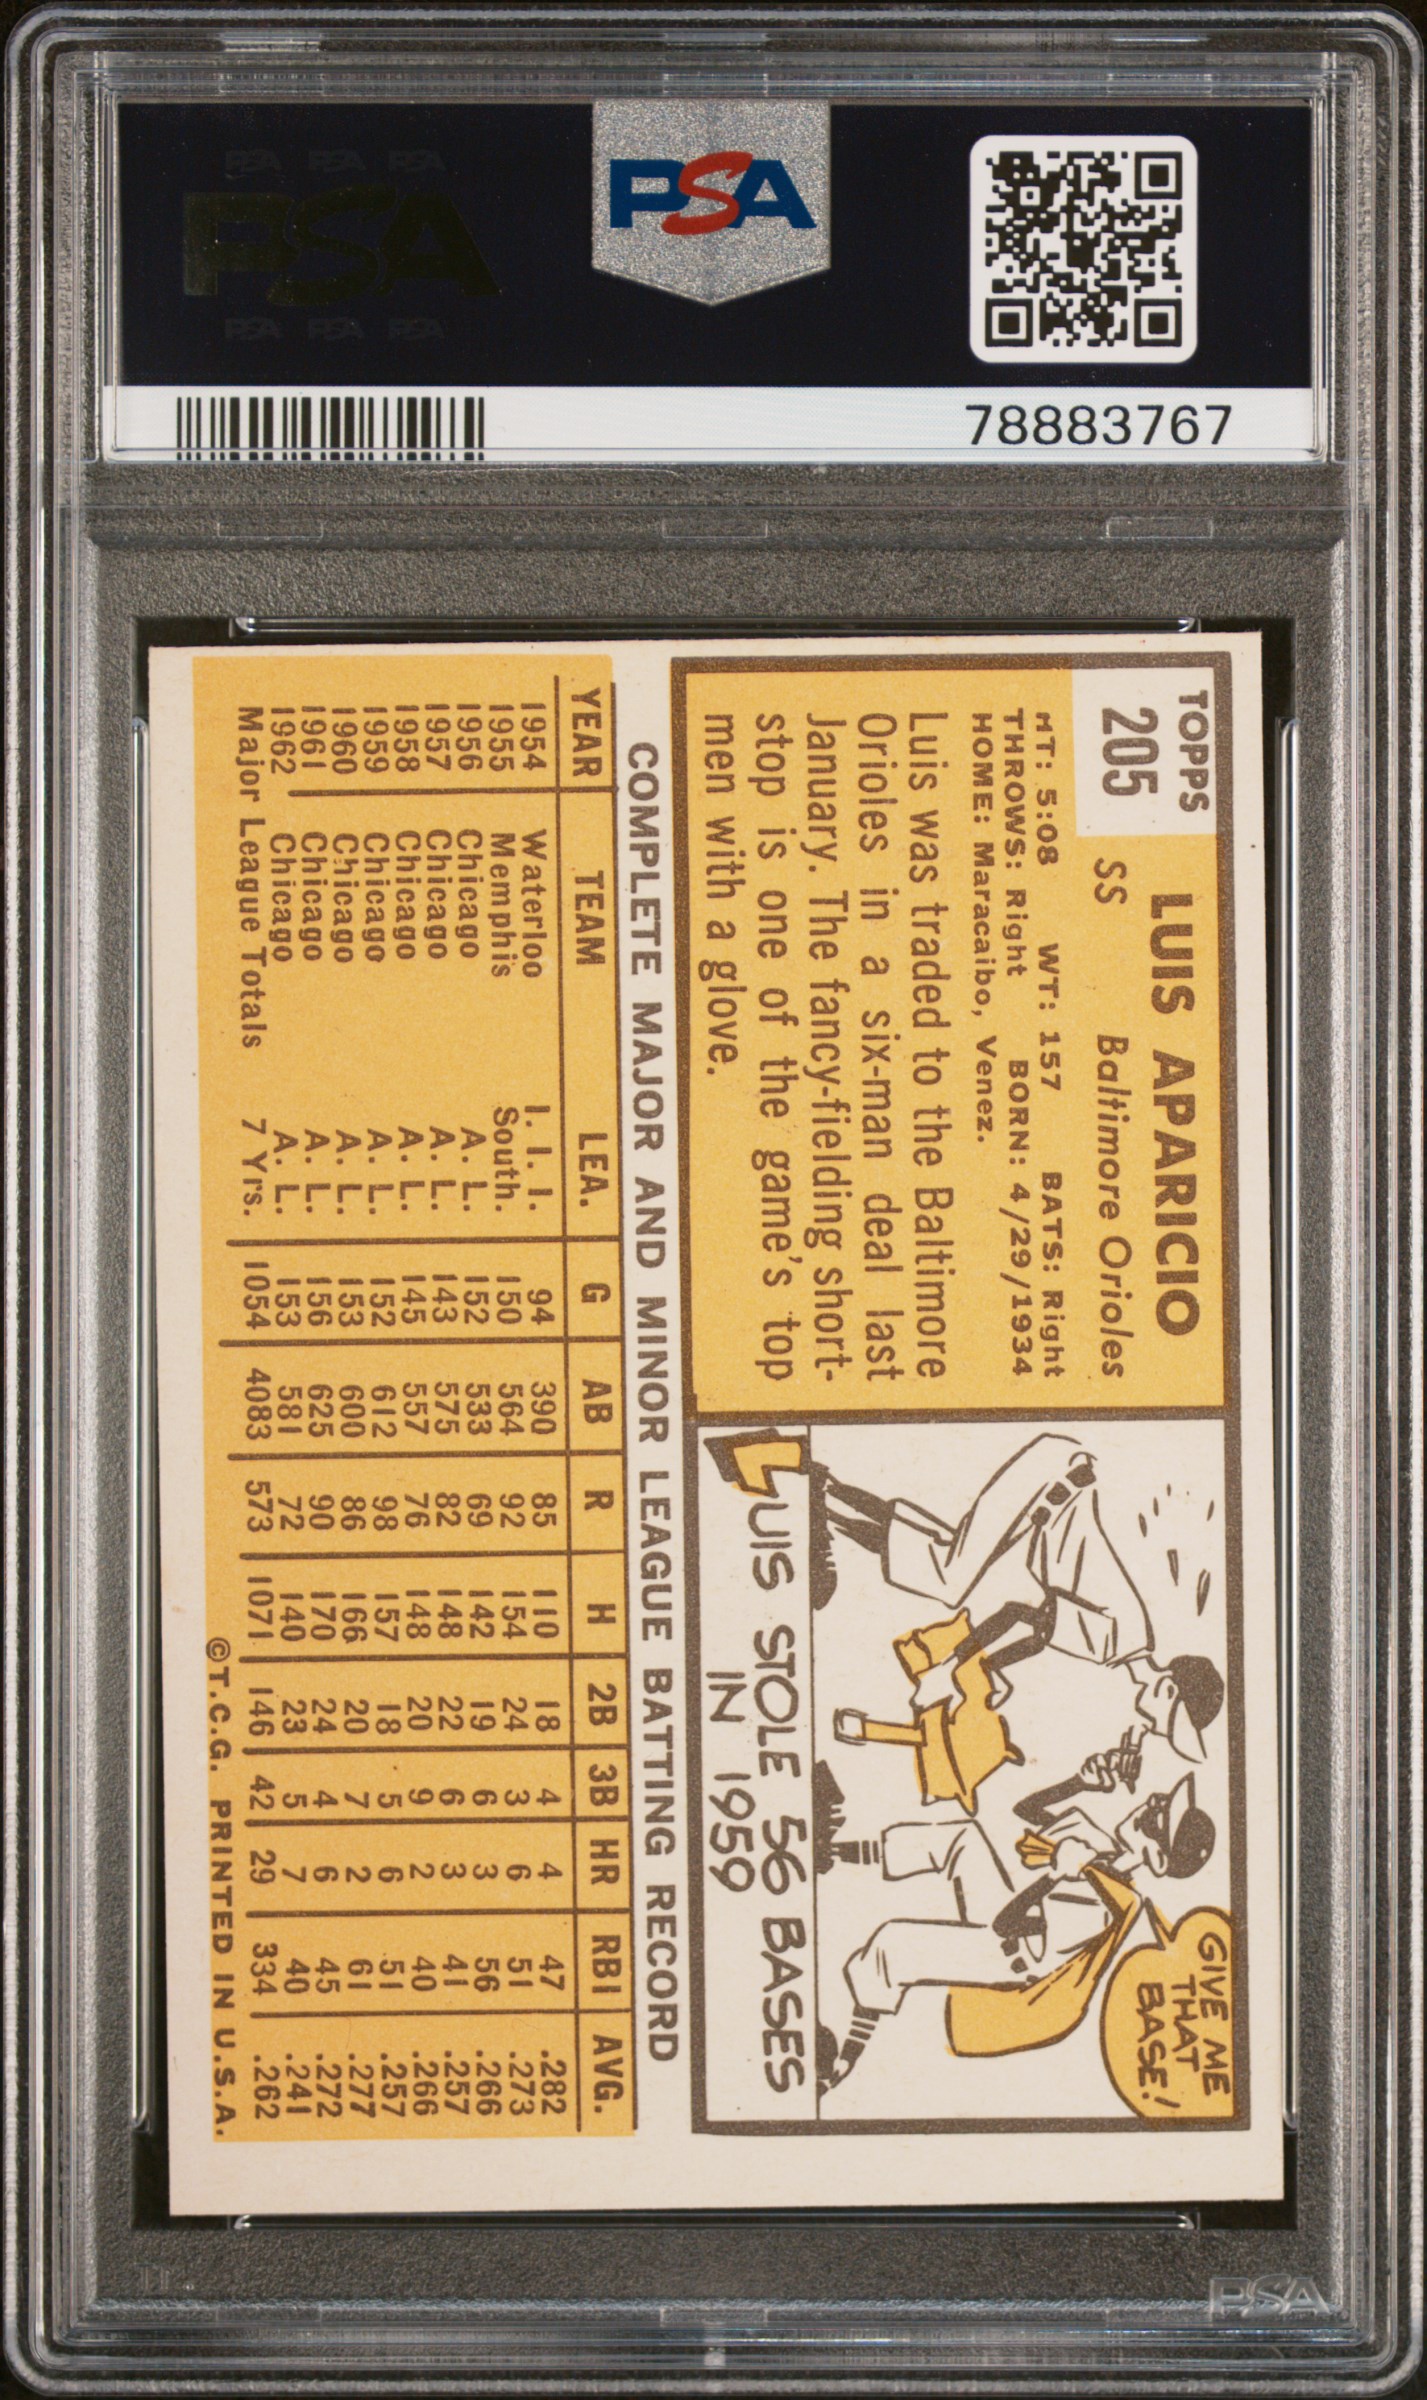 PSA PSA PSA
PSA
PSA PSA PSA
PSA
78883767
TOPPS
205
LUIS APARICIO
SS Baltimore Orioles
HT: 5:08 WT: 157 BATS: Right
THROWS: Right BORN: 4/29/1934
HOME: Maracaibo, Venez.
Luis was traded to the Baltimore
Orioles in a six-man deal last
January. The fancy-fielding short-
stop is one of the game's top
men with a glove.
GIVE ME
THAT
BASE!
LUIS STOLE 56 BASES
IN 1959
COMPLETE MAJOR AND MINOR LEAGUE BATTING RECORD
YEAR TEAM LEA. G AB R H 2B 3B HR RBI AVG.
1954 Waterloo I. I. I. 94 390 85 110 18 4 4 47 .282
1955 Memphis South. 150 564 92 154 24 3 6 51 .273
1956 Chicago A. L. 152 533 69 142 19 6 3 56 .266
1957 Chicago A. L. 143 575 82 148 22 6 3 41 .257
1958 Chicago A. L. 145 557 76 148 20 9 2 40 .266
1959 Chicago A. L. 152 612 98 157 18 5 6 51 .257
1960 Chicago A. L. 153 600 86 166 20 7 2 61 .277
1961 Chicago A. L. 156 625 90 170 24 4 6 45 .272
1962 Chicago A. L. 153 581 72 140 23 5 7 40 .241
Major League Totals 7 Yrs. 1054 4083 573 1071 146 42 29 334 .262
©T.C.G. PRINTED IN U.S.A.
PSA